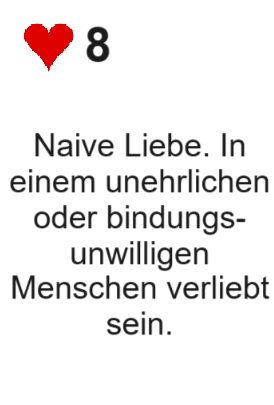 8
Naive Liebe. In
einem unehrlichen
oder bindungs-
unwilligen
Menschen verliebt
sein.